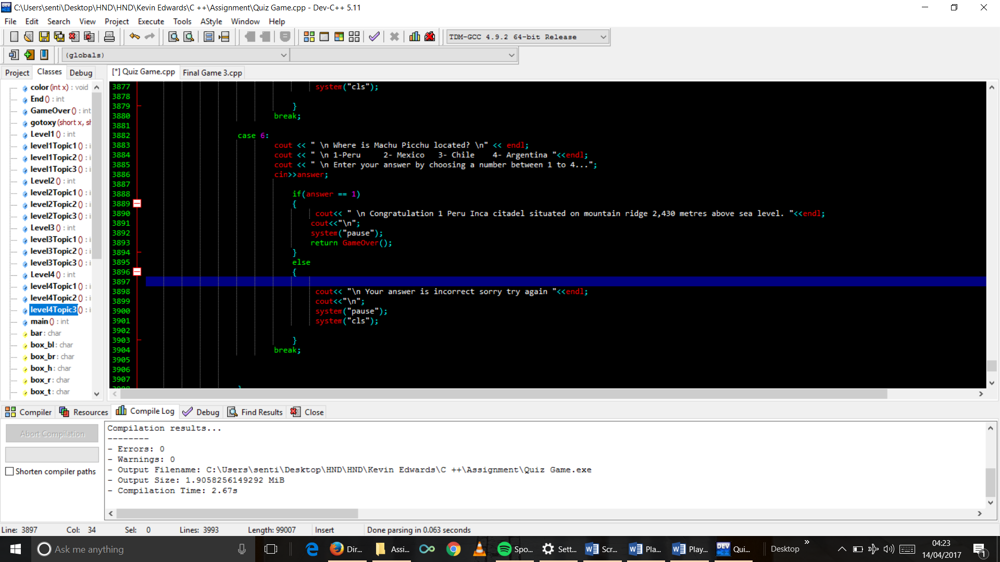 C:\Users\senti\Desktop\HND\HND\Kevin Edwards\C ++\Assignment\Quiz Game.cpp - Dev-C++ 5.11
File Edit Search View Project Execute Tools AStyle Window Help
TDM-GCC 4.9.2 64-bit Release
(globals)
Project Classes Debug
[*] Quiz Game.cpp Final Game 3.cpp
color (int x) : void
End () : int
GameOver () : int
gotoxy (short x, sh
Level1 () : int
level1Topic1 () : i
level1Topic2 () : i
level1Topic3 () : i
Level2 () : int
level2Topic1 () : i
level2Topic2 () : i
level2Topic3 () : i
Level3 () : int
level3Topic1 () : i
level3Topic2 () : i
level3Topic3 () : i
Level4 () : int
level4Topic1 () : i
level4Topic2 () : i
level4Topic3 () : i
main () : int
bar : char
box_bl : char
box_br : char
box_h : char
box_r : char
box_t : char
3877 system("cls");
3878
3879 }
3880 break;
3881
3882 case 6:
3883 cout << " \n Where is Machu Picchu located? \n" << endl;
3884 cout << " \n 1-Peru 2- Mexico 3- Chile 4- Argentina "<<endl;
3885 cout << " \n Enter your answer by choosing a number between 1 to 4...";
3886 cin>>answer;
3887
3888 if(answer == 1)
3889 {
3890 cout<< " \n Congratulation 1 Peru Inca citadel situated on mountain ridge 2,430 metres above sea level. "<<endl;
3891 cout<<"\n";
3892 system("pause");
3893 return GameOver();
3894 }
3895 else
3896 {
3897
3898 cout<< "\n Your answer is incorrect sorry try again "<<endl;
3899 cout<<"\n";
3900 system("pause");
3901 system("cls");
3902
3903 }
3904 break;
3905
3906
3907
3908 }
Compiler Resources Compile Log Debug Find Results Close
Abort Compilation
Shorten compiler paths
Compilation results...
--------
- Errors: 0
- Warnings: 0
- Output Filename: C:\Users\senti\Desktop\HND\HND\Kevin Edwards\C ++\Assignment\Quiz Game.exe
- Output Size: 1.9058256149292 MiB
- Compilation Time: 2.67s
Line: 3897 Col: 34 Sel: 0 Lines: 3993 Length: 99007 Insert Done parsing in 0.063 seconds
Ask me anything
Dir... Assi... Spo... Sett... Scr... Pla... Play... DEV Qui... Desktop
04:23
14/04/2017
1